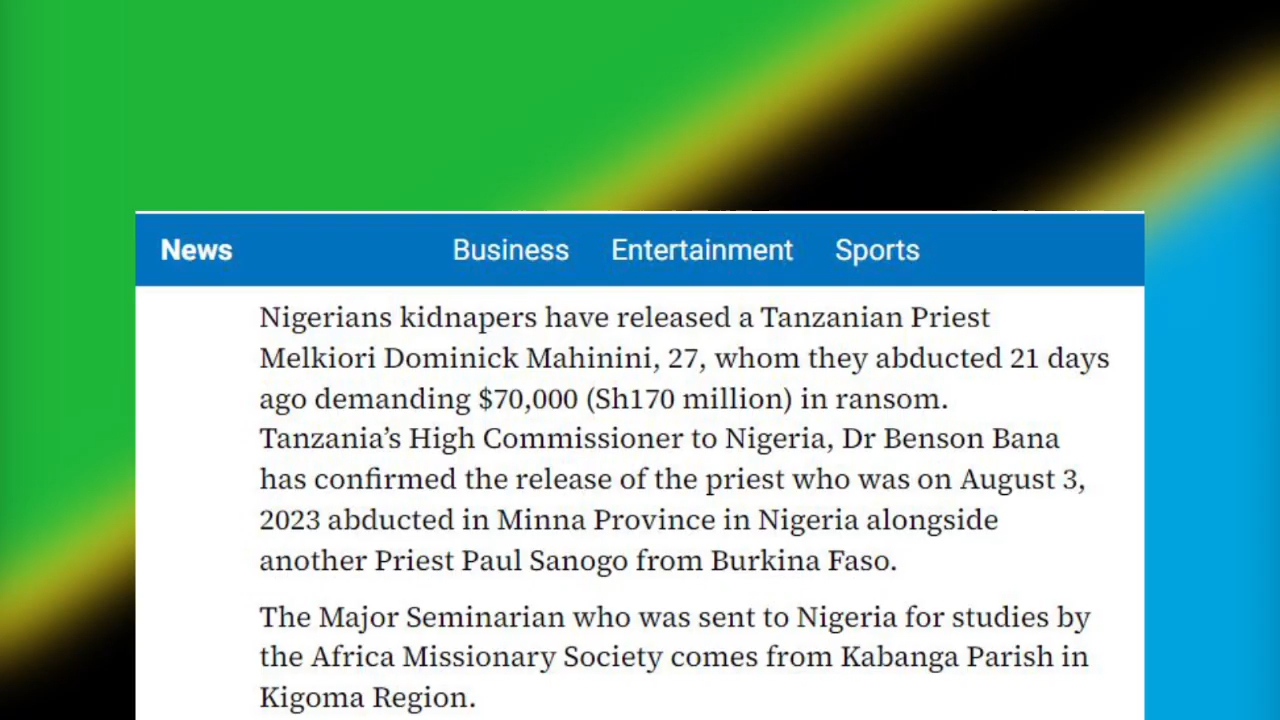 News Business Entertainment Sports
Nigerians kidnapers have released a Tanzanian Priest
Melkiori Dominick Mahinini, 27, whom they abducted 21 days
ago demanding $70,000 (Sh170 million) in ransom.
Tanzania’s High Commissioner to Nigeria, Dr Benson Bana
has confirmed the release of the priest who was on August 3,
2023 abducted in Minna Province in Nigeria alongside
another Priest Paul Sanogo from Burkina Faso.
The Major Seminarian who was sent to Nigeria for studies by
the Africa Missionary Society comes from Kabanga Parish in
Kigoma Region.